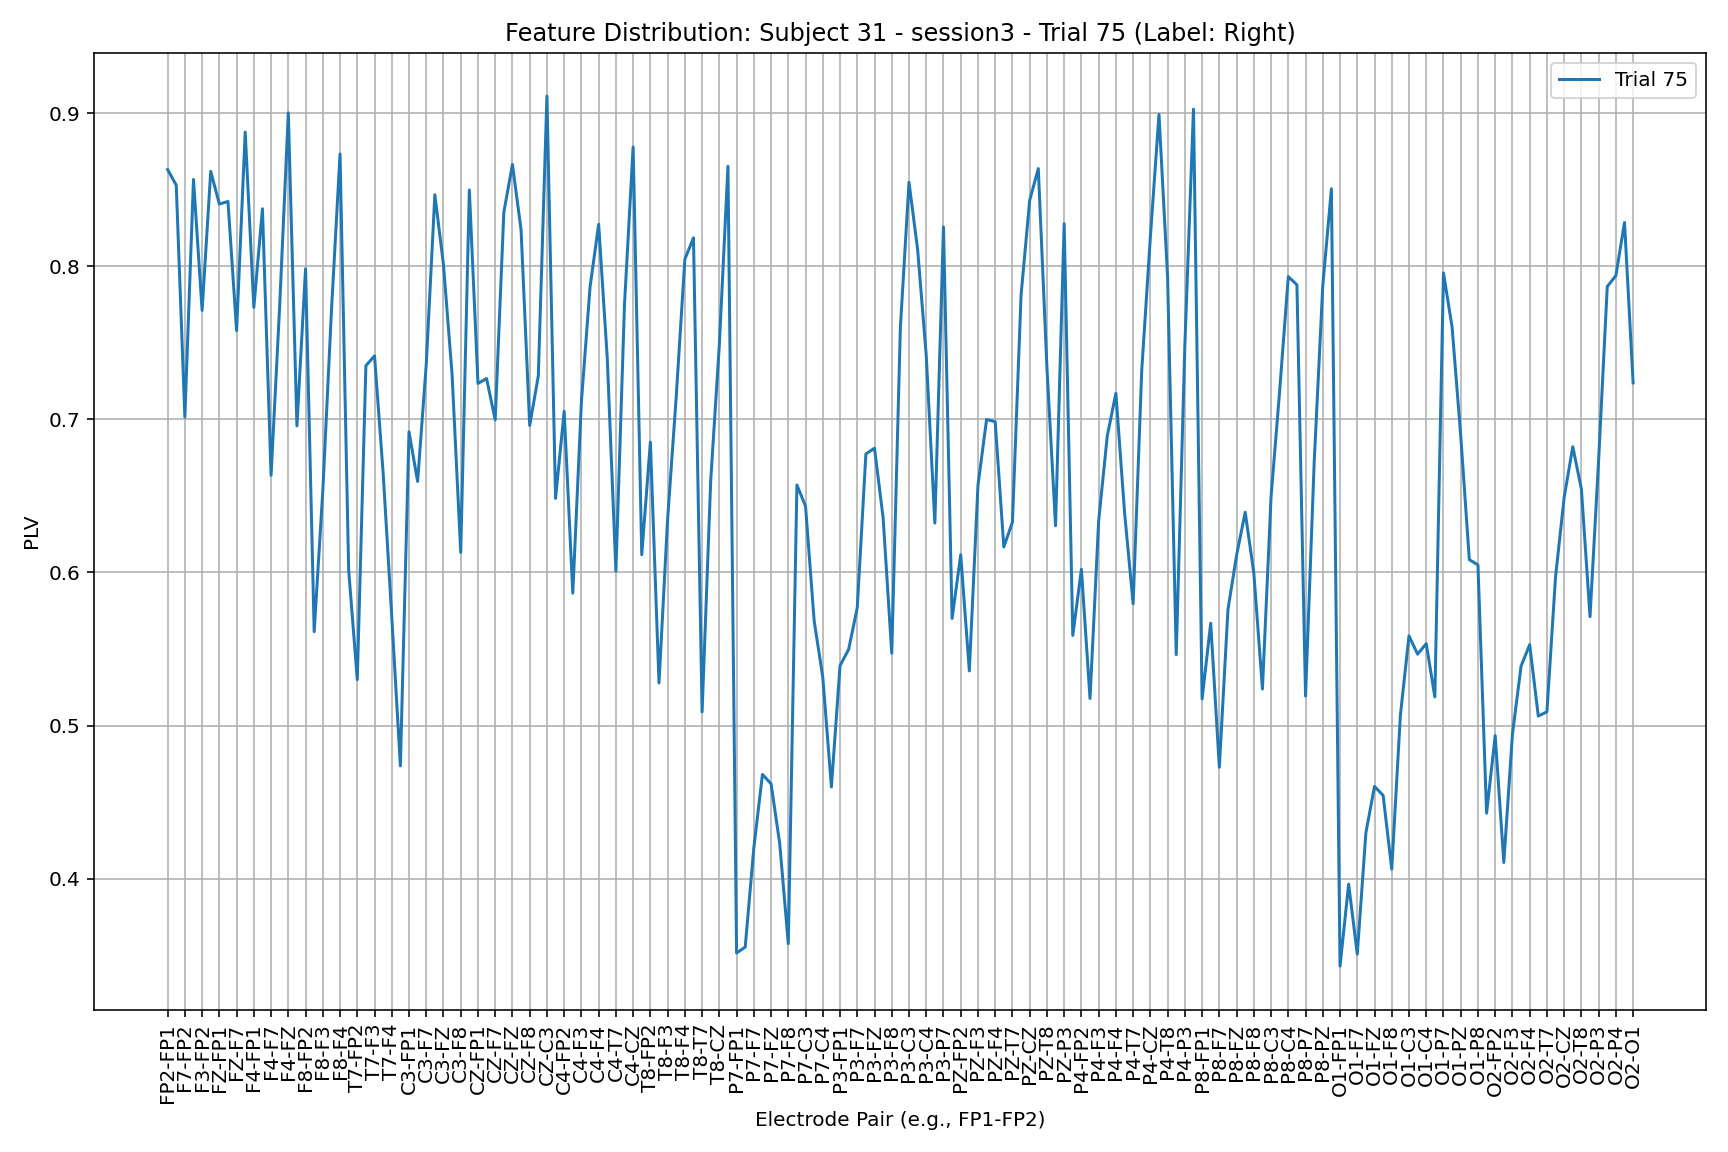 Feature Distribution: Subject 31 - session3 - Trial 75 (Label: Right)
Trial 75
0.9
0.8
0.7
0.6
0.5
0.4
PLV
FP2-FP1
F7-FP2
F3-FP2
FZ-FP1
FZ-F7
F4-FP1
F4-F7
F4-FZ
F8-FP2
F8-F3
F8-F4
T7-FP2
T7-F3
T7-F4
C3-FP1
C3-F7
C3-FZ
C3-F8
CZ-FP1
CZ-F7
CZ-FZ
CZ-F8
CZ-C3
C4-FP2
C4-F3
C4-F4
C4-T7
C4-CZ
T8-FP2
T8-F3
T8-F4
T8-T7
T8-CZ
P7-FP1
P7-F7
P7-FZ
P7-F8
P7-C3
P7-C4
P3-FP1
P3-F7
P3-FZ
P3-F8
P3-C3
P3-C4
P3-P7
PZ-FP2
PZ-F3
PZ-F4
PZ-T7
PZ-CZ
PZ-T8
PZ-P3
P4-FP2
P4-F3
P4-F4
P4-T7
P4-CZ
P4-T8
P4-P3
P8-FP1
P8-F7
P8-FZ
P8-F8
P8-C3
P8-C4
P8-P7
P8-PZ
O1-FP1
O1-F7
O1-FZ
O1-F8
O1-C3
O1-C4
O1-P7
O1-PZ
O1-P8
O2-FP2
O2-F3
O2-F4
O2-T7
O2-CZ
O2-T8
O2-P3
O2-P4
O2-O1
Electrode Pair (e.g., FP1-FP2)